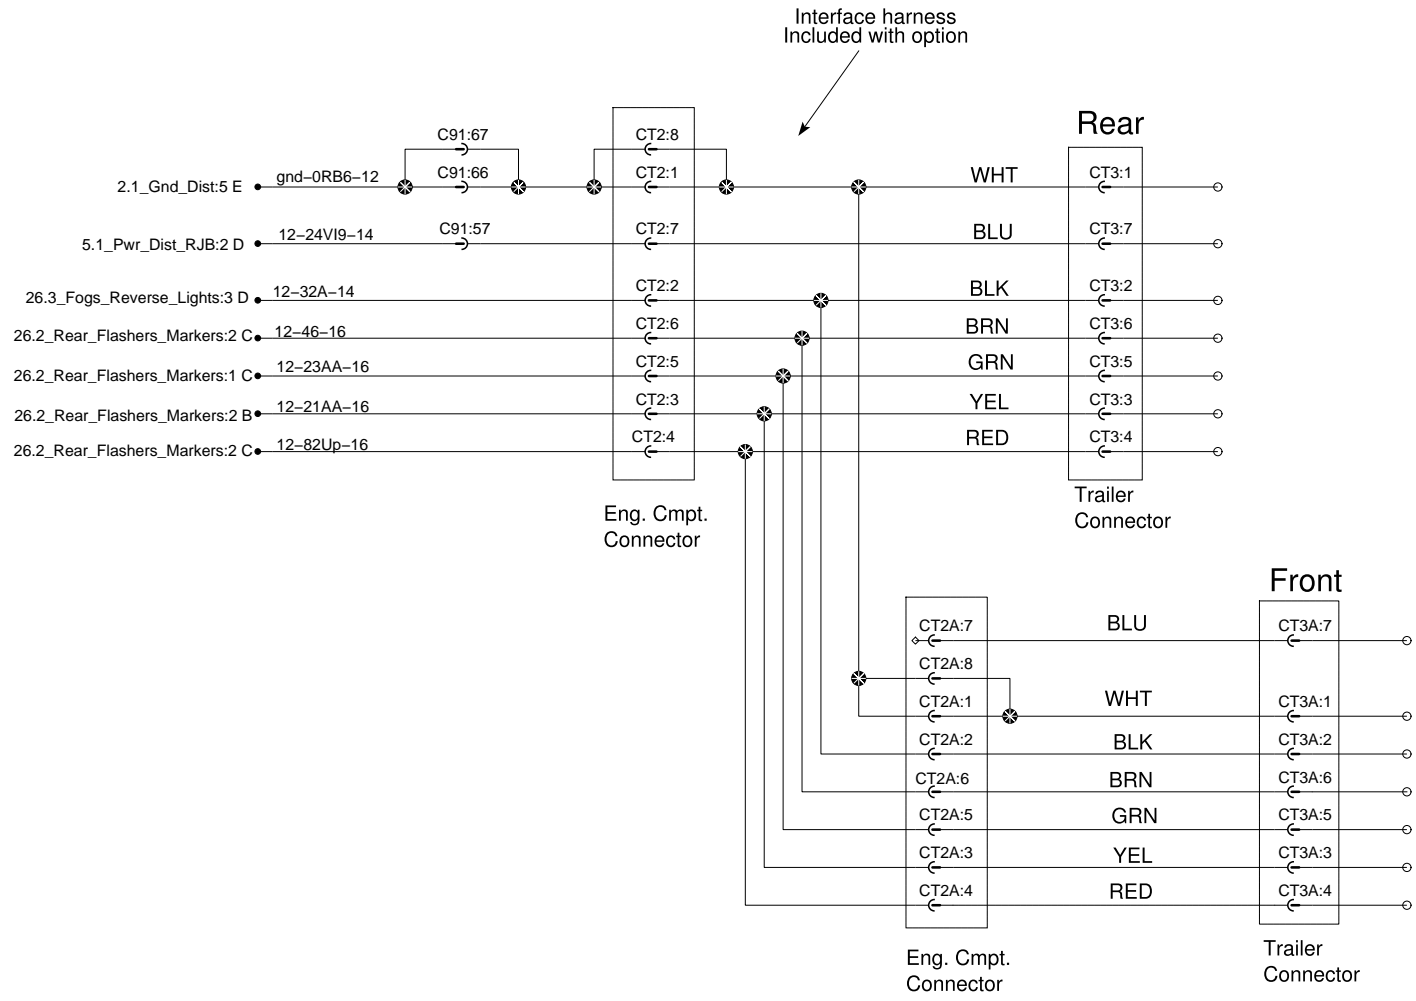 Interface harness
Included with option
Rear
C91:67
CT2:8
2.1_Gnd_Dist:5 E
gnd−0RB6−12
C91:66
CT2:1
WHT
CT3:1
5.1_Pwr_Dist_RJB:2 D
12−24VI9−14
C91:57
CT2:7
BLU
CT3:7
26.3_Fogs_Reverse_Lights:3 D
12−32A−14
CT2:2
BLK
CT3:2
26.2_Rear_Flashers_Markers:2 C
12−46−16
CT2:6
BRN
CT3:6
26.2_Rear_Flashers_Markers:1 C
12−23AA−16
CT2:5
GRN
CT3:5
26.2_Rear_Flashers_Markers:2 B
12−21AA−16
CT2:3
YEL
CT3:3
26.2_Rear_Flashers_Markers:2 C
12−82Up−16
CT2:4
RED
CT3:4
Eng. Cmpt.
Connector
Trailer
Connector
Front
CT2A:7
BLU
CT3A:7
CT2A:8
CT2A:1
WHT
CT3A:1
CT2A:2
BLK
CT3A:2
CT2A:6
BRN
CT3A:6
CT2A:5
GRN
CT3A:5
CT2A:3
YEL
CT3A:3
CT2A:4
RED
CT3A:4
Eng. Cmpt.
Connector
Trailer
Connector